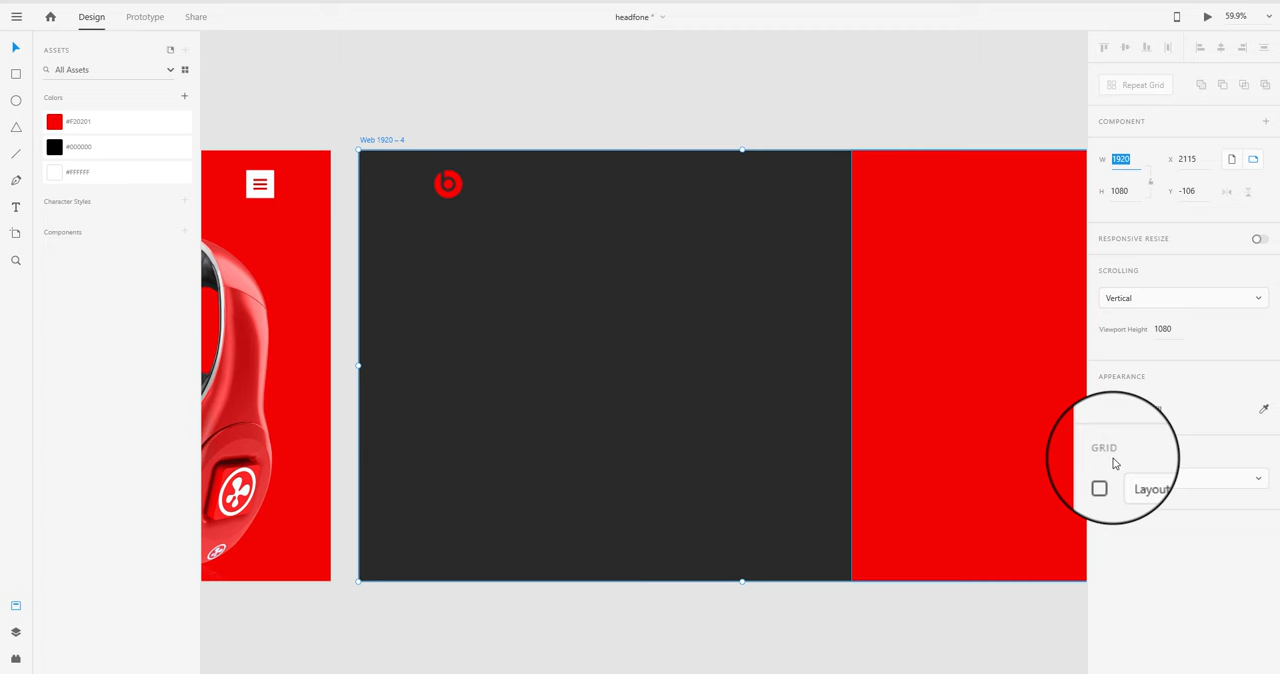 Design Prototype Share
headfone * 
59.9%
ASSETS
All Assets
Colors
#F20201
#000000
#FFFFFF
Character Styles
Components
Web 1920 – 4
Repeat Grid
COMPONENT
W 1920 X 2115
H 1080 Y -106
RESPONSIVE RESIZE
SCROLLING
Vertical
Viewport Height 1080
APPEARANCE
GRID
Layout